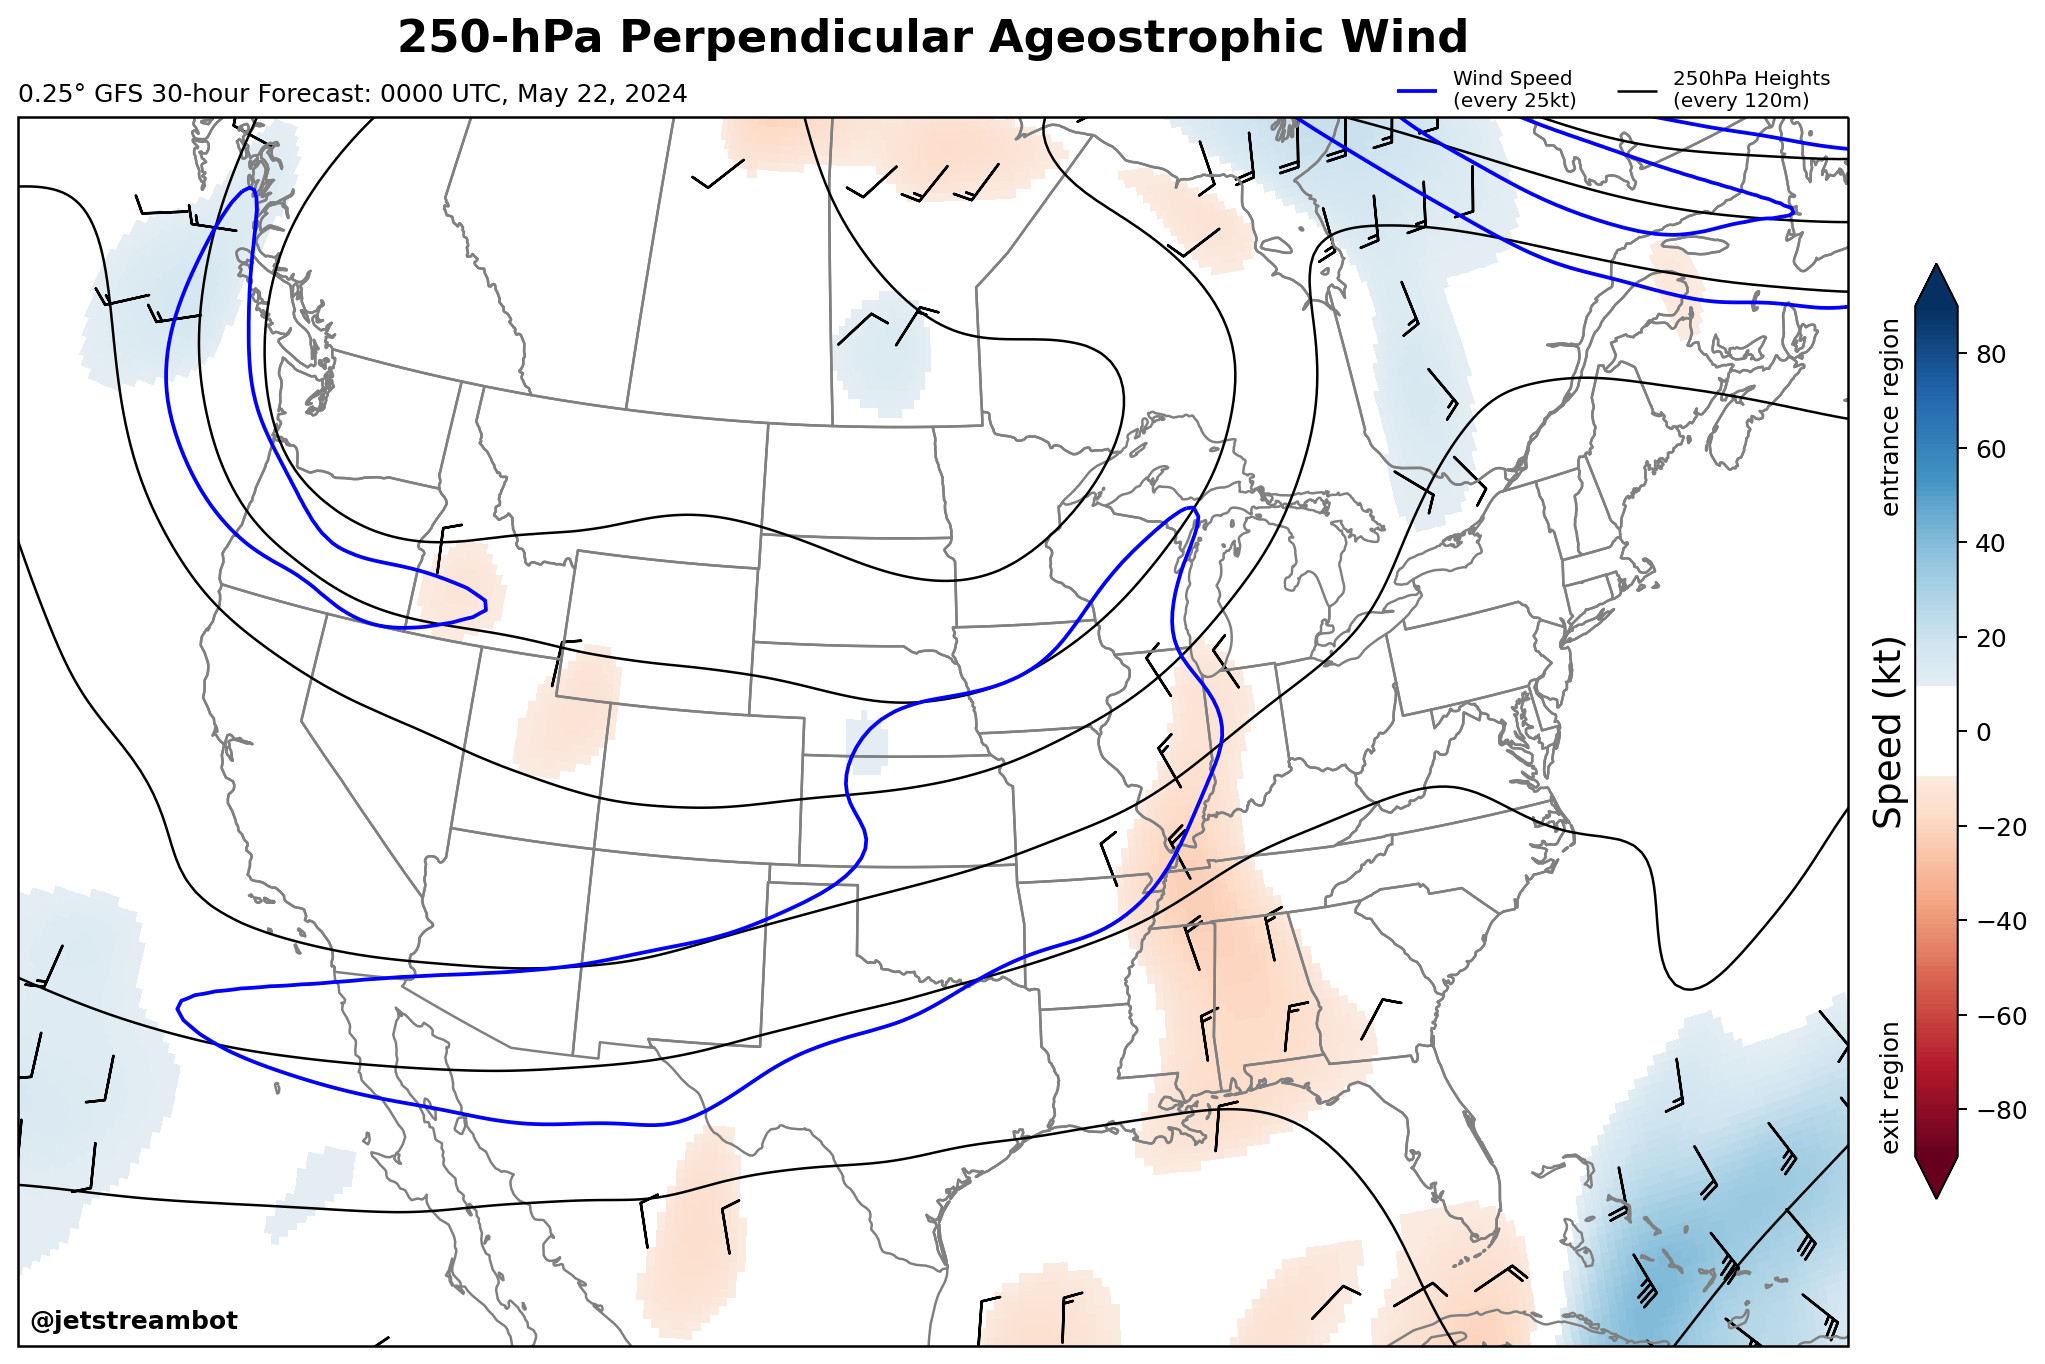 250-hPa Perpendicular Ageostrophic Wind
0.25° GFS 30-hour Forecast: 0000 UTC, May 22, 2024
Wind Speed
(every 25kt)
250hPa Heights
(every 120m)
entrance region
exit region
Speed (kt)
80
60
40
20
0
−20
−40
−60
−80
@jetstreambot